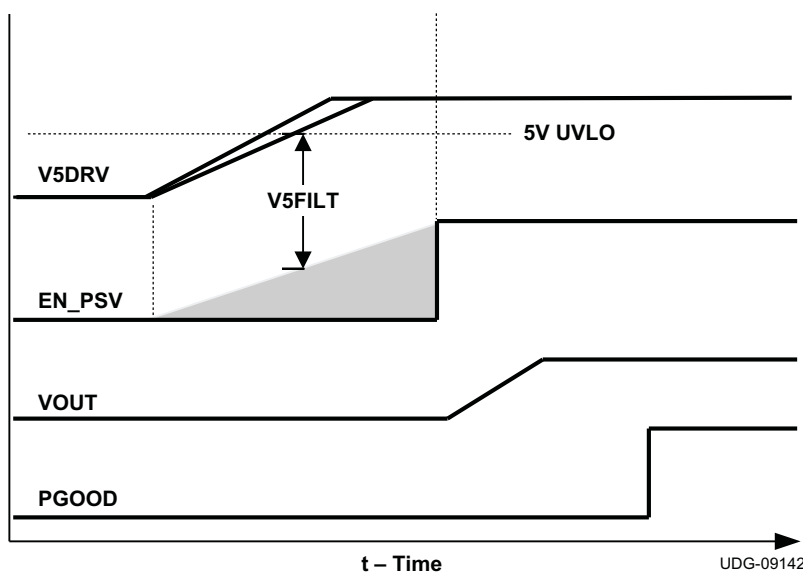 5V UVLO
V5DRV
V5FILT
EN_PSV
VOUT
PGOOD
t – Time
UDG-09142